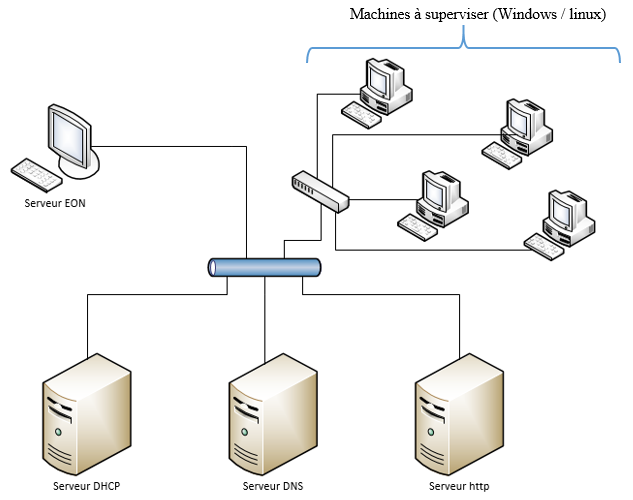 Machines à superviser (Windows / linux)
Serveur EON
Serveur DHCP
Serveur DNS
Serveur http